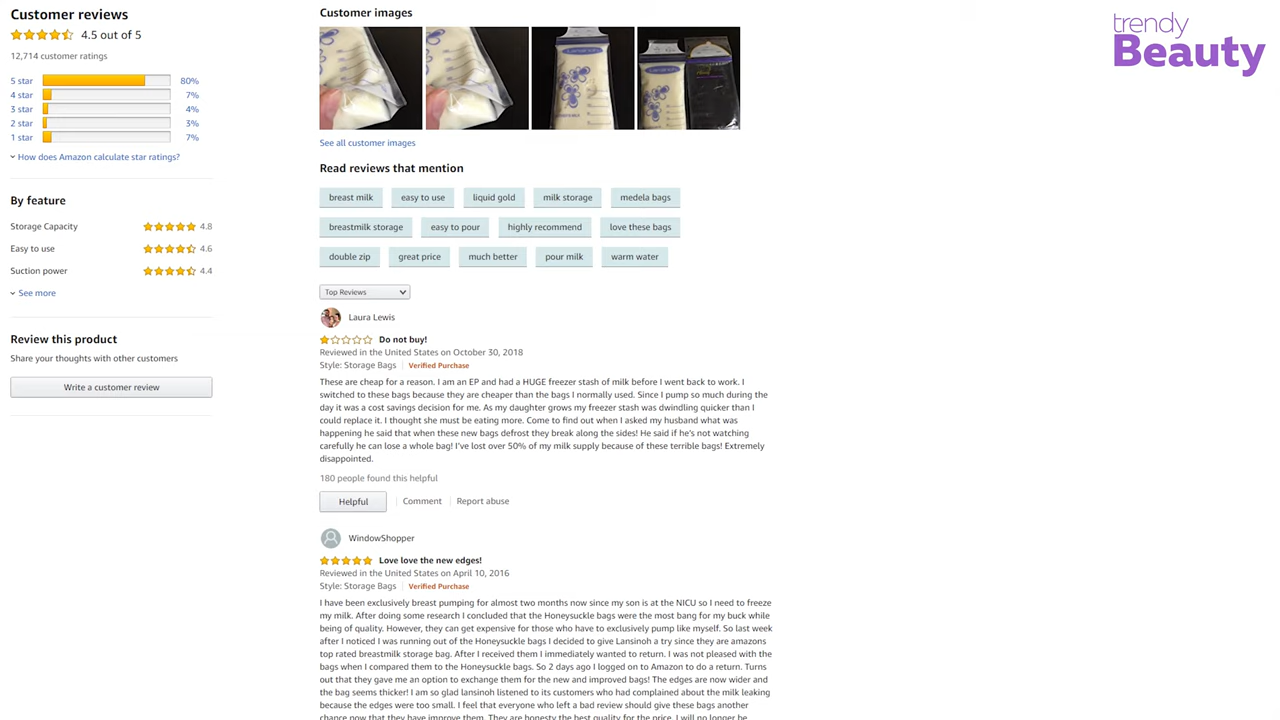 Customer reviews
4.5 out of 5
12,714 customer ratings
5 star 80%
4 star 7%
3 star 4%
2 star 3%
1 star 7%
How does Amazon calculate star ratings?
By feature
Storage Capacity 4.8
Easy to use 4.6
Suction power 4.4
See more
Review this product
Share your thoughts with other customers
Write a customer review
Customer images
See all customer images
Read reviews that mention
breast milk easy to use liquid gold milk storage medela bags
breastmilk storage easy to pour highly recommend love these bags
double zip great price much better pour milk warm water
Top Reviews
Laura Lewis
Do not buy!
Reviewed in the United States on October 30, 2018
Style: Storage Bags Verified Purchase
These are cheap for a reason. I am an EP and had a HUGE freezer stash of milk before I went back to work. I
switched to these bags because they are cheaper than the bags I normally used. Since I pump so much during the
day it was a cost savings decision for me. As my daughter grows my freezer stash was dwindling quicker than I
could replace it. I thought she must be eating more. Come to find out when I asked my husband what was
happening he said that when these new bags defrost they break along the sides! He said if he's not watching
carefully he can lose a whole bag! I've lost over 50% of my milk supply because of these terrible bags! Extremely
disappointed.
180 people found this helpful
Helpful Comment Report abuse
WindowShopper
Love love the new edges!
Reviewed in the United States on April 10, 2016
Style: Storage Bags Verified Purchase
I have been exclusively breast pumping for almost two months now since my son is at the NICU so I need to freeze
my milk. After doing some research I concluded that the Honeysuckle bags were the most bang for my buck while
being of quality. However, they can get expensive for those who have to exclusively pump like myself. So last week
after I noticed I was running out of the Honeysuckle bags I decided to give Lansinoh a try since they are amazons
top rated breastmilk storage bag. After I received them I immediately wanted to return. I was not pleased with the
bags when I compared them to the Honeysuckle bags. So 2 days ago I logged on to Amazon to do a return. Turns
out that they gave me an option to exchange them for the new and improved bags! The edges are now wider and
the bag seems thicker! I am so glad lansinoh listened to its customers who had complained about the milk leaking
because the edges were too small. I feel that everyone who left a bad review should give these bags another
chance now that they have improve them. They are honesty the best quality for the price. I will no longer be
trendy
Beauty